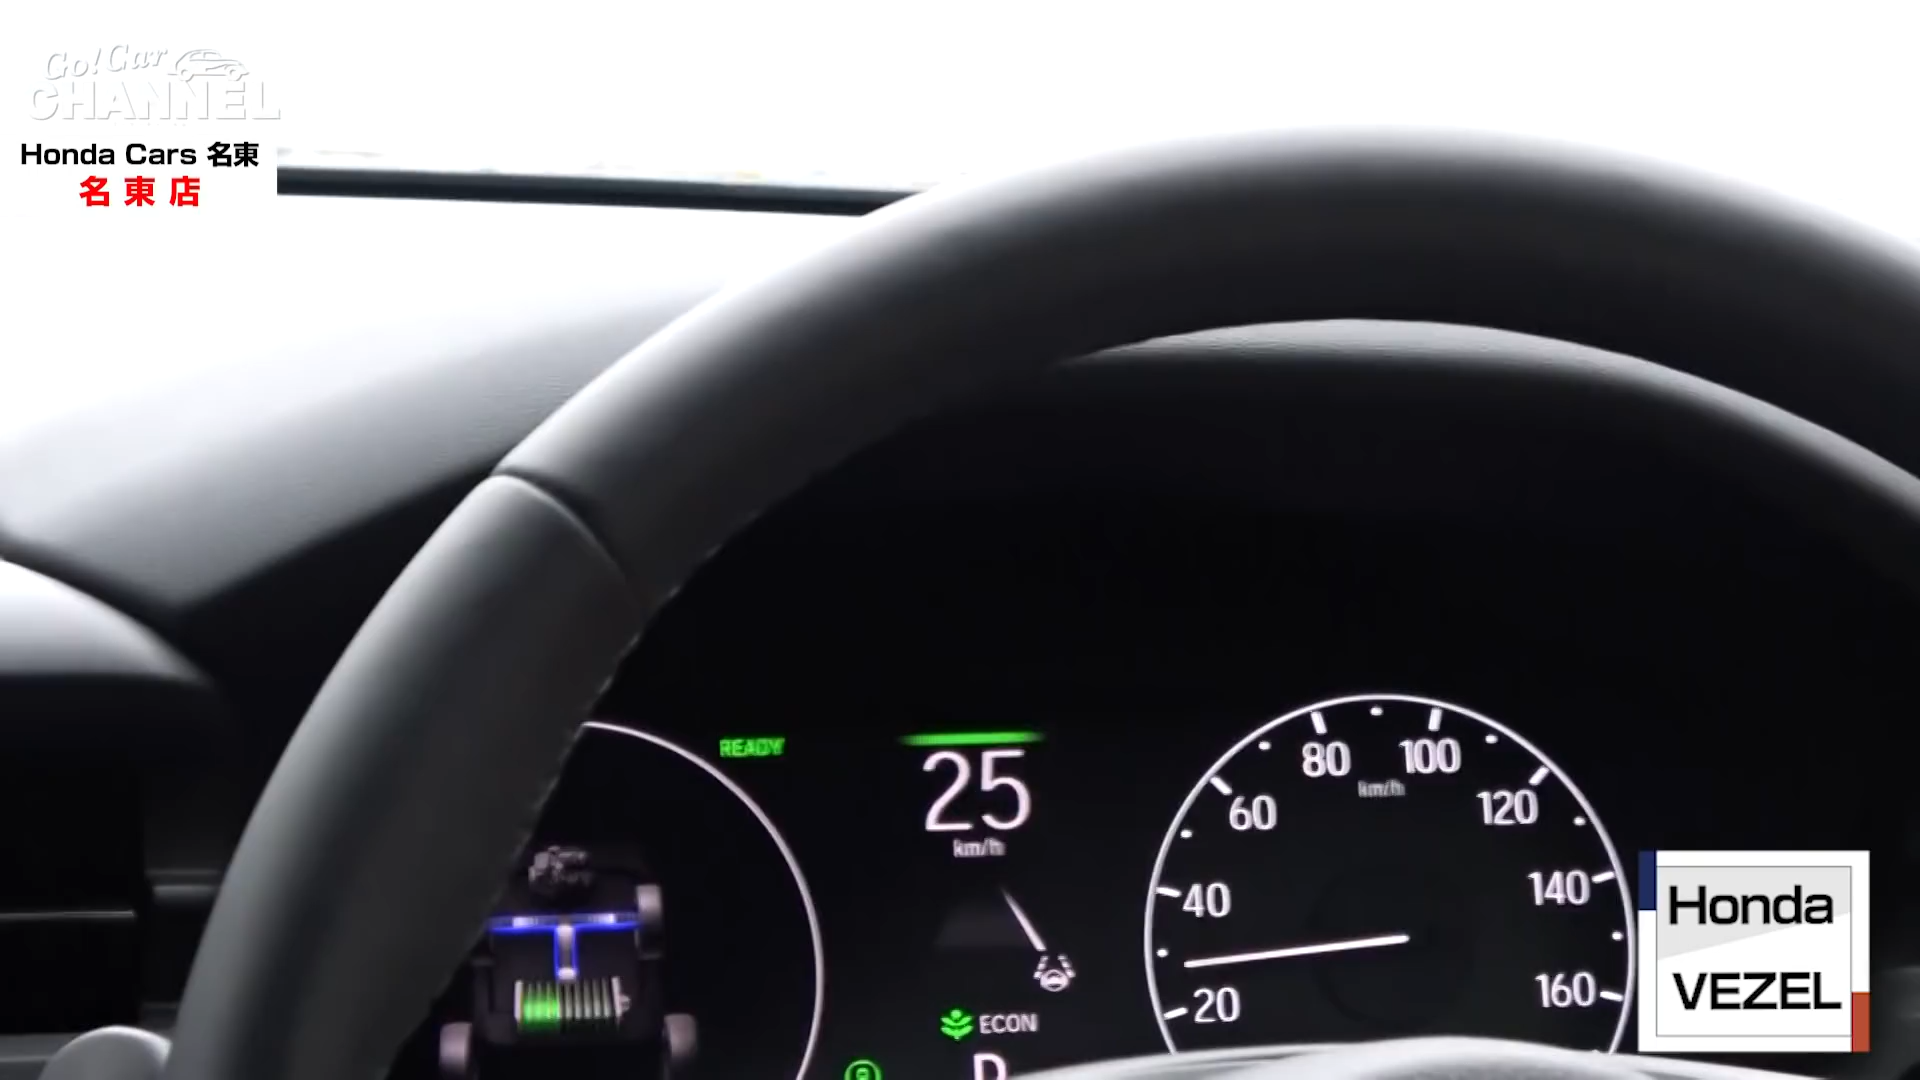 Go! Car
CHANNEL
Honda Cars 名東
名東店
READY
25
km/h
80
100
km/h
60
120
40
140
20
160
ECON
D
Honda
VEZEL